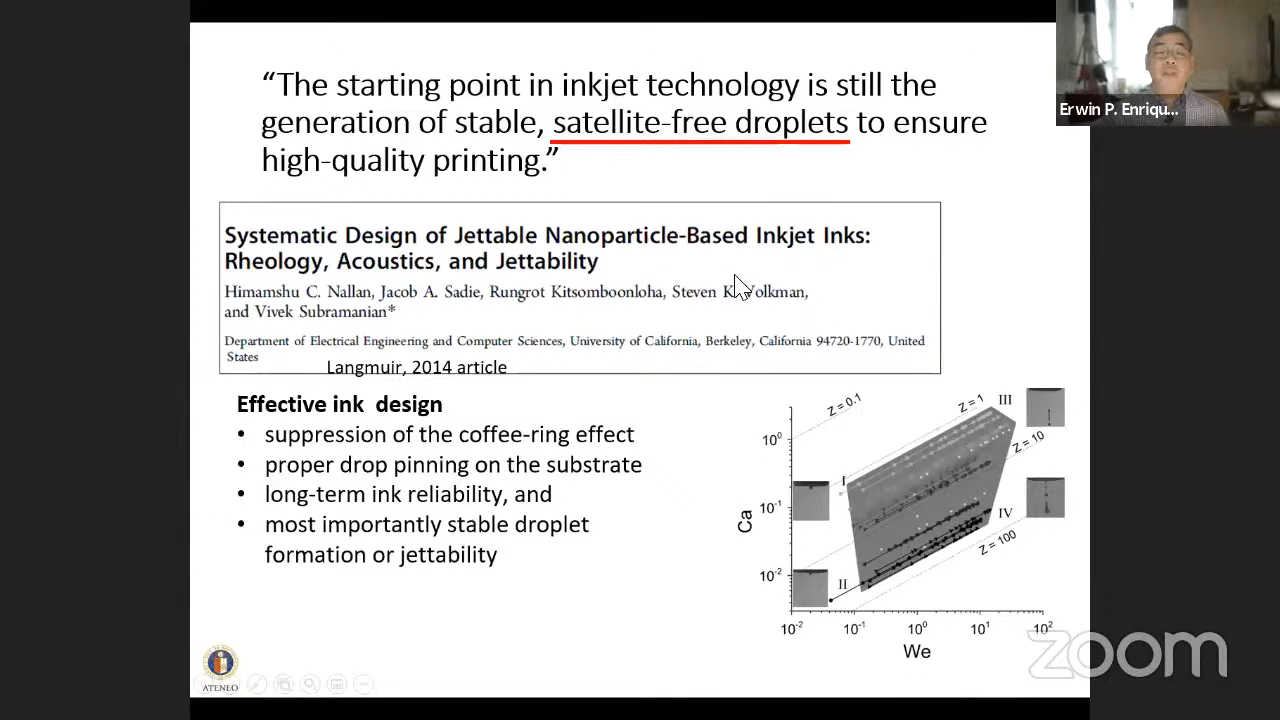 “The starting point in inkjet technology is still the
generation of stable, satellite-free droplets to ensure
high-quality printing.”
Erwin P. Enriqu...
Systematic Design of Jettable Nanoparticle-Based Inkjet Inks:
Rheology, Acoustics, and Jettability
Himamshu C. Nallan, Jacob A. Sadie, Rungrot Kitsomboonloha, Steven K. Volkman,
and Vivek Subramanian*
Department of Electrical Engineering and Computer Sciences, University of California, Berkeley, California 94720-1770, United
States
Langmuir, 2014 article
Effective ink design
• suppression of the coffee-ring effect
• proper drop pinning on the substrate
• long-term ink reliability, and
• most importantly stable droplet
formation or jettability
Z = 0.1
Z = 1
III
Z = 10
10⁰
I
10⁻¹
IV
Z = 100
10⁻²
II
Ca
10⁻² 10⁻¹ 10⁰ 10¹ 10²
We
zoom
ATENEO